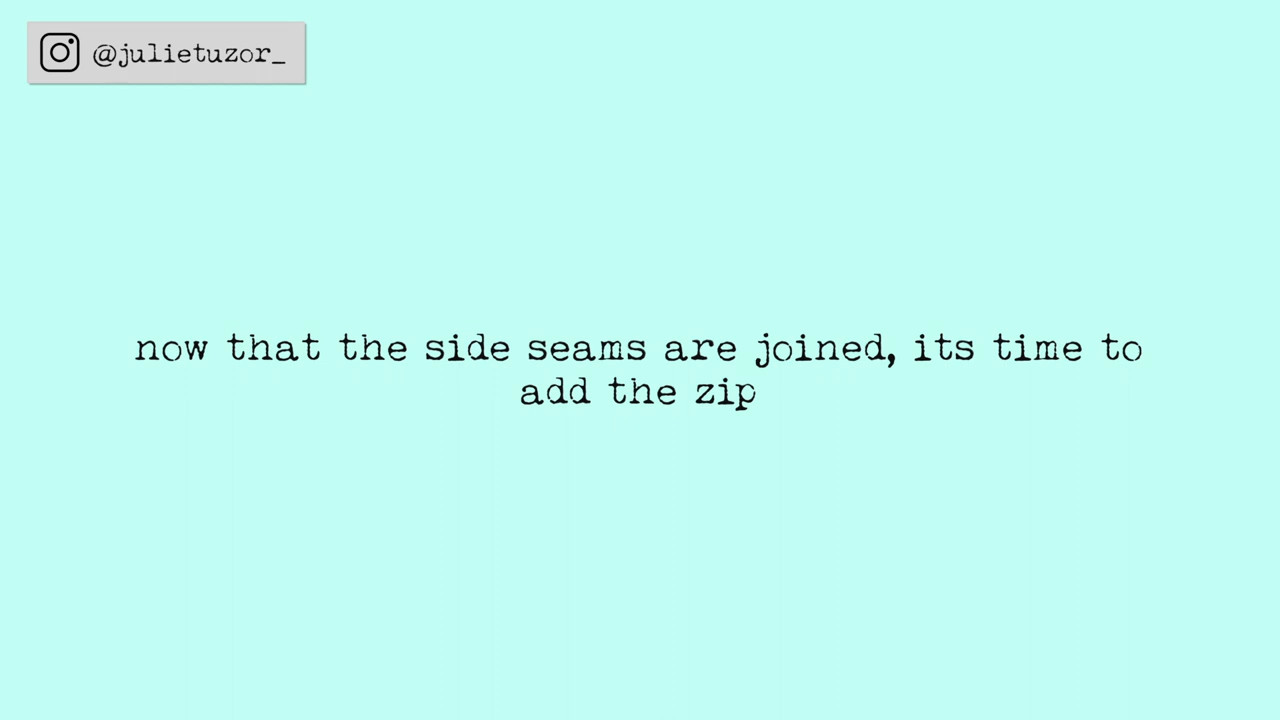 @julietuzor_
now that the side seams are joined, its time to
add the zip